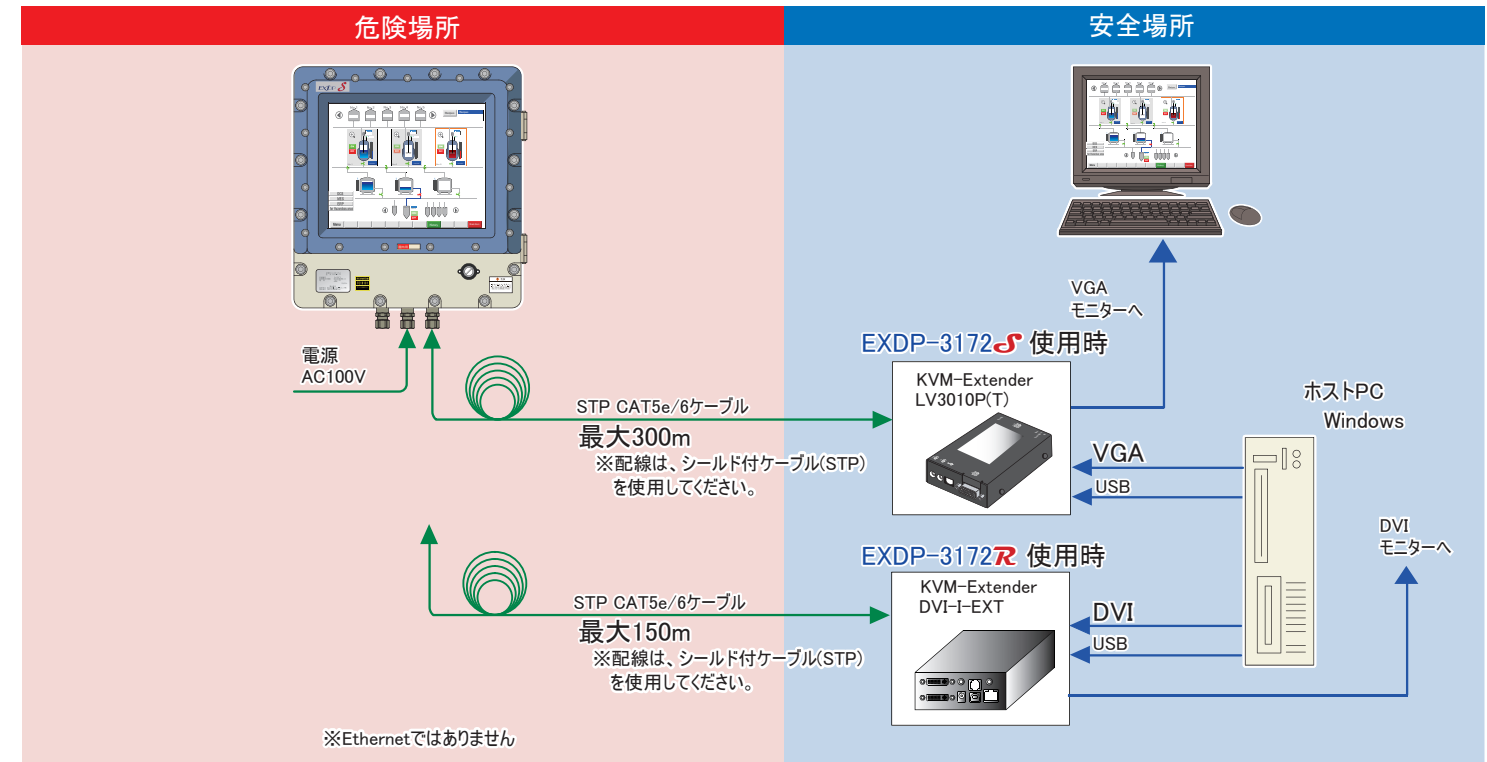 危険場所
安全場所
EXDP S
電源
AC100V
STP CAT5e/6ケーブル
最大300m
※配線は、シールド付ケーブル(STP)
を使用してください。
VGA
モニターへ
EXDP-3172S 使用時
KVM-Extender
LV3010P(T)
VGA
USB
ホストPC
Windows
STP CAT5e/6ケーブル
最大150m
※配線は、シールド付ケーブル(STP)
を使用してください。
EXDP-3172R 使用時
KVM-Extender
DVI-I-EXT
DVI
USB
DVI
モニターへ
※Ethernetではありません